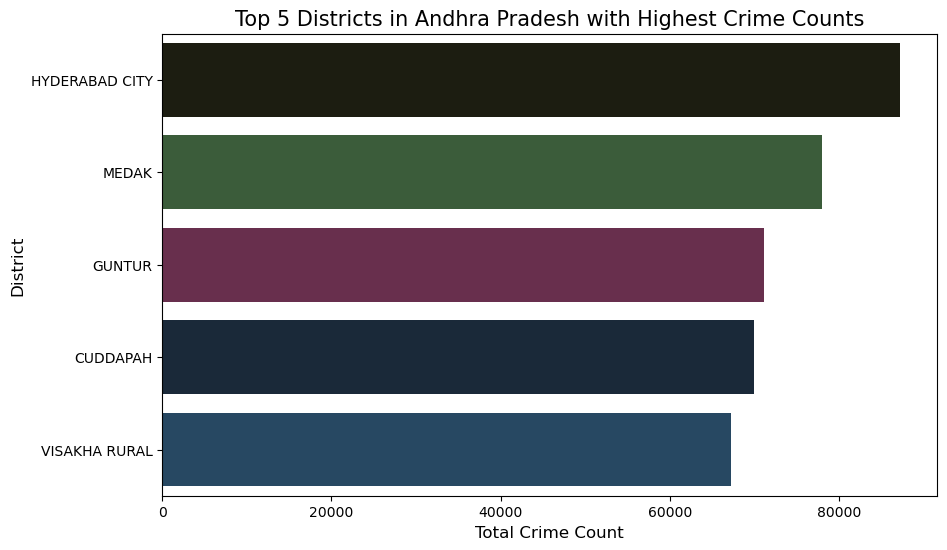 Top 5 Districts in Andhra Pradesh with Highest Crime Counts
District
HYDERABAD CITY
MEDAK
GUNTUR
CUDDAPAH
VISAKHA RURAL
0 20000 40000 60000 80000
Total Crime Count